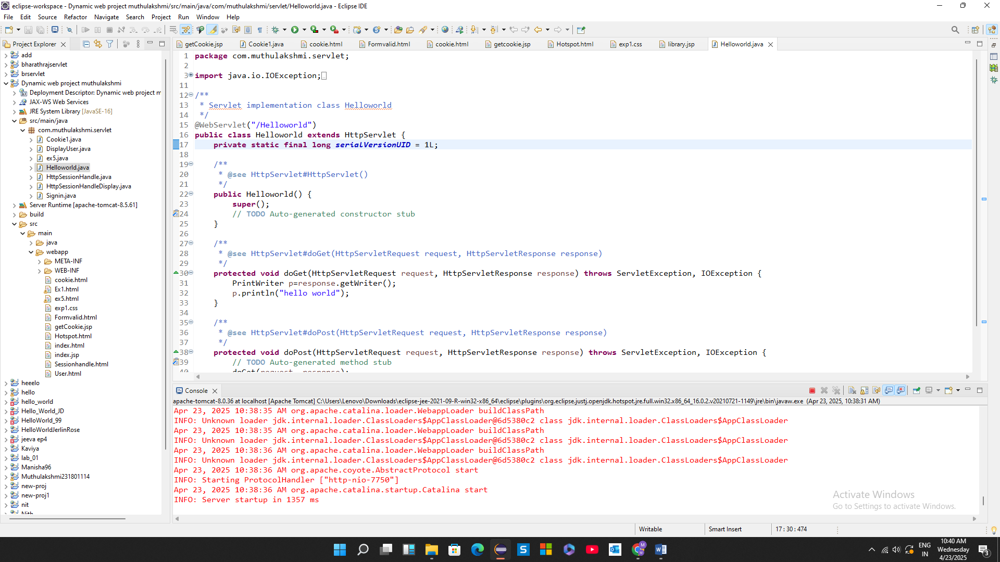 eclipse-workspace - Dynamic web project muthulakshmi/src/main/java/com/muthulakshmi/servlet/Helloworld.java - Eclipse IDE
File Edit Source Refactor Navigate Search Project Run Window Help
Project Explorer
getCookie.jsp Cookie1.java cookie.html Formvalid.html cookie.html getcookie.jsp Hotspot.html exp1.css library.jsp Helloworld.java
add
bharathrajservlet
brservlet
Dynamic web project muthulakshmi
Deployment Descriptor: Dynamic web project m
JAX-WS Web Services
JRE System Library [JavaSE-16]
src/main/java
com.muthulakshmi.servlet
Cookie1.java
DisplayUser.java
ex5.java
Helloworld.java
HttpSessionHandle.java
HttpSessionHandleDisplay.java
Signin.java
Server Runtime [apache-tomcat-8.5.61]
build
src
main
java
webapp
META-INF
WEB-INF
cookie.html
Ex1.html
ex5.html
exp1.css
Formvalid.html
getCookie.jsp
Hotspot.html
index.html
index.jsp
Sessionhandle.html
User.html
heeelo
hello
hello_world
Hello_World_JD
HelloWorld_99
HelloWorldJerlinRose
jeeva ep4
Kaviya
lab_01
Manisha96
Muthulakshmi231801114
new-proj
new-proj1
nit
Nith
1 package com.muthulakshmi.servlet;
2
3 import java.io.IOException;
11
12 /**
13 * Servlet implementation class Helloworld
14 */
15 @WebServlet("/Helloworld")
16 public class Helloworld extends HttpServlet {
17 private static final long serialVersionUID = 1L;
18
19 /**
20 * @see HttpServlet#HttpServlet()
21 */
22 public Helloworld() {
23 super();
24 // TODO Auto-generated constructor stub
25 }
26
27 /**
28 * @see HttpServlet#doGet(HttpServletRequest request, HttpServletResponse response)
29 */
30 protected void doGet(HttpServletRequest request, HttpServletResponse response) throws ServletException, IOException {
31 PrintWriter p=response.getWriter();
32 p.println("hello world");
33 }
34
35 /**
36 * @see HttpServlet#doPost(HttpServletRequest request, HttpServletResponse response)
37 */
38 protected void doPost(HttpServletRequest request, HttpServletResponse response) throws ServletException, IOException {
39 // TODO Auto-generated method stub
40 doGet(request, response);
Console
apache-tomcat-8.0.36 at localhost [Apache Tomcat] C:\Users\Lenovo\Downloads\eclipse-jee-2021-09-R-win32-x86_64\eclipse\plugins\org.eclipse.justj.openjdk.hotspot.jre.full.win32.x86_64_16.0.2.v20210721-1149\jre\bin\javaw.exe (Apr 23, 2025, 10:38:31 AM)
Apr 23, 2025 10:38:35 AM org.apache.catalina.loader.WebappLoader buildClassPath
INFO: Unknown loader jdk.internal.loader.ClassLoaders$AppClassLoader@6d5380c2 class jdk.internal.loader.ClassLoaders$AppClassLoader
Apr 23, 2025 10:38:35 AM org.apache.catalina.loader.WebappLoader buildClassPath
INFO: Unknown loader jdk.internal.loader.ClassLoaders$AppClassLoader@6d5380c2 class jdk.internal.loader.ClassLoaders$AppClassLoader
Apr 23, 2025 10:38:36 AM org.apache.catalina.loader.WebappLoader buildClassPath
INFO: Unknown loader jdk.internal.loader.ClassLoaders$AppClassLoader@6d5380c2 class jdk.internal.loader.ClassLoaders$AppClassLoader
Apr 23, 2025 10:38:36 AM org.apache.coyote.AbstractProtocol start
INFO: Starting ProtocolHandler ["http-nio-7750"]
Apr 23, 2025 10:38:36 AM org.apache.catalina.startup.Catalina start
INFO: Server startup in 1357 ms
Activate Windows
Go to Settings to activate Windows.
Writable Smart Insert 17 : 30 : 474
ENG
IN
10:40 AM
Wednesday
4/23/2025
3